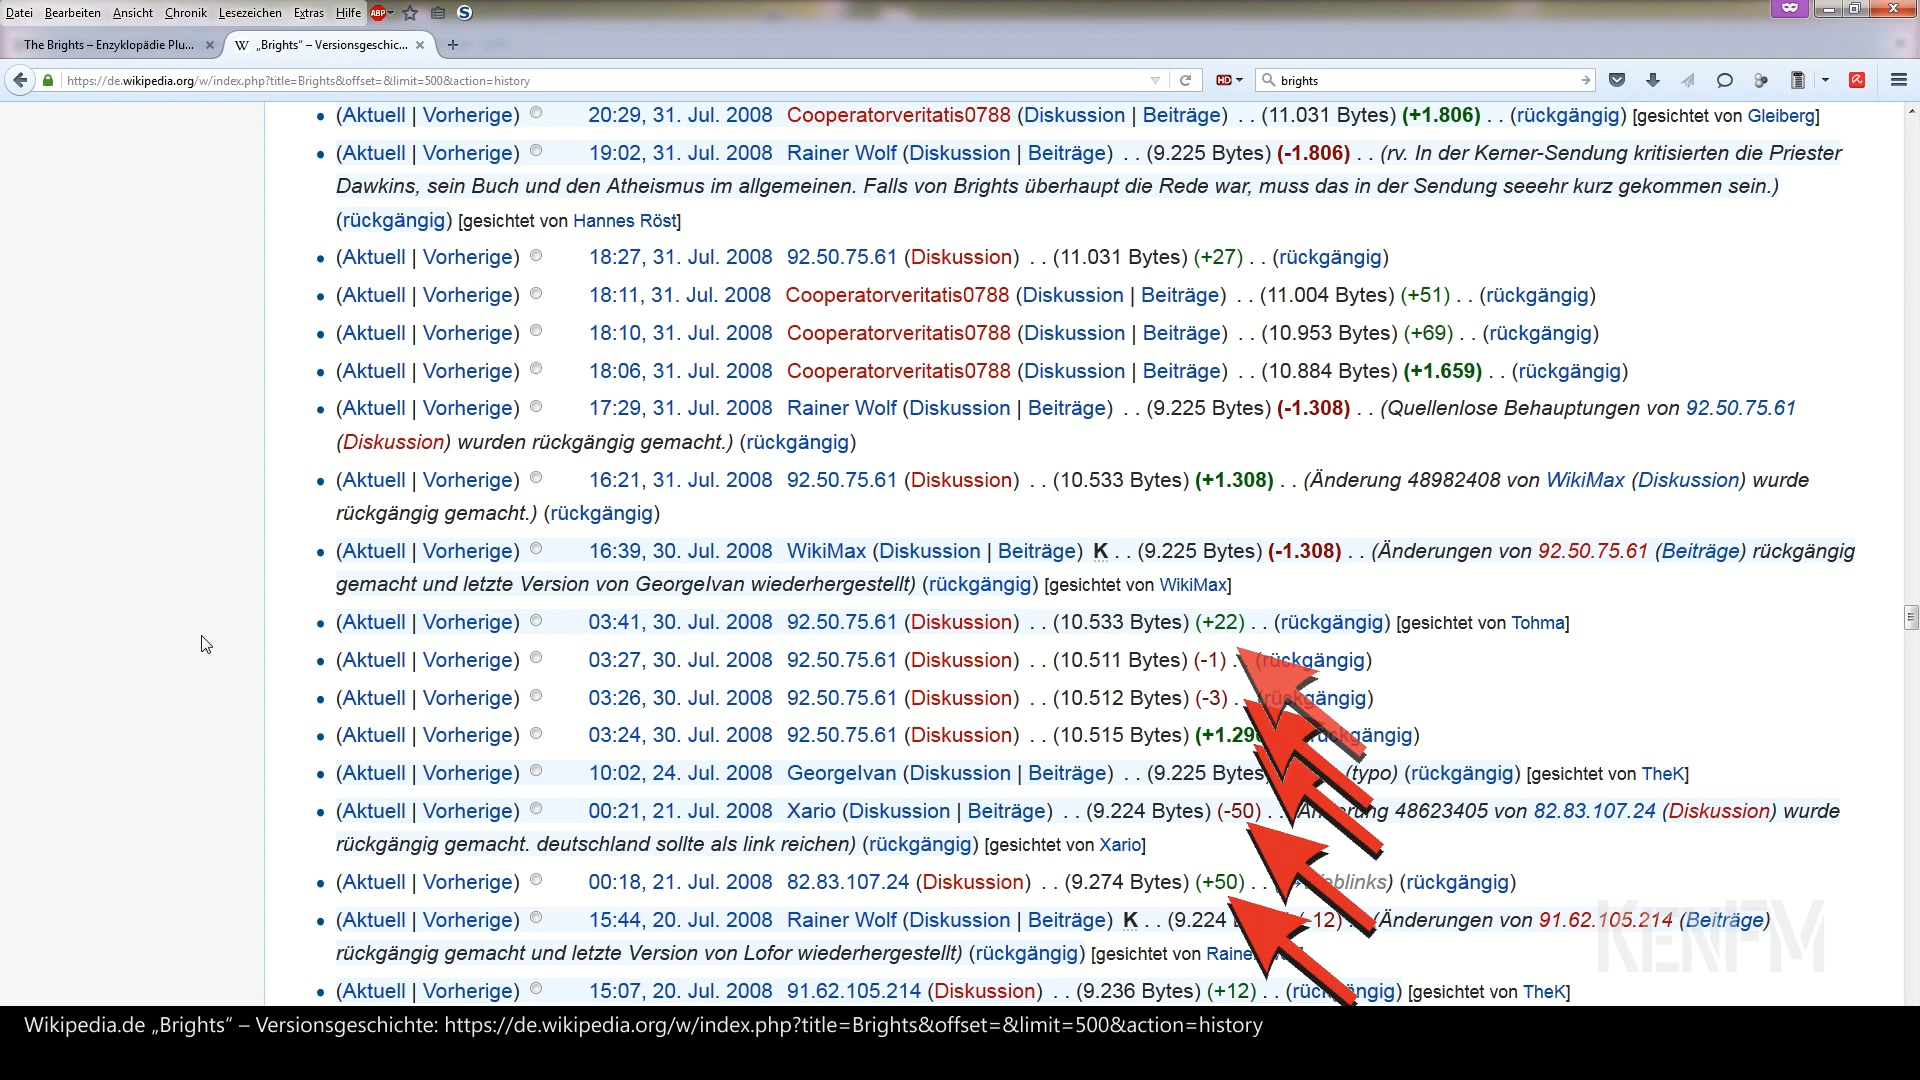 Datei Bearbeiten Ansicht Chronik Lesezeichen Extras Hilfe ABP S
The Brights – Enzyklopädie Plu... × W „Brights“ – Versionsgeschic... × +
https://de.wikipedia.org/w/index.php?title=Brights&offset=&limit=500&action=history HD brights
(Aktuell | Vorherige) 20:29, 31. Jul. 2008 Cooperatorveritatis0788 (Diskussion | Beiträge) . . (11.031 Bytes) (+1.806) . . (rückgängig) [gesichtet von Gleiberg]
(Aktuell | Vorherige) 19:02, 31. Jul. 2008 Rainer Wolf (Diskussion | Beiträge) . . (9.225 Bytes) (-1.806) . . (rv. In der Kerner-Sendung kritisierten die Priester
Dawkins, sein Buch und den Atheismus im allgemeinen. Falls von Brights überhaupt die Rede war, muss das in der Sendung seeehr kurz gekommen sein.)
(rückgängig) [gesichtet von Hannes Röst]
(Aktuell | Vorherige) 18:27, 31. Jul. 2008 92.50.75.61 (Diskussion) . . (11.031 Bytes) (+27) . . (rückgängig)
(Aktuell | Vorherige) 18:11, 31. Jul. 2008 Cooperatorveritatis0788 (Diskussion | Beiträge) . . (11.004 Bytes) (+51) . . (rückgängig)
(Aktuell | Vorherige) 18:10, 31. Jul. 2008 Cooperatorveritatis0788 (Diskussion | Beiträge) . . (10.953 Bytes) (+69) . . (rückgängig)
(Aktuell | Vorherige) 18:06, 31. Jul. 2008 Cooperatorveritatis0788 (Diskussion | Beiträge) . . (10.884 Bytes) (+1.659) . . (rückgängig)
(Aktuell | Vorherige) 17:29, 31. Jul. 2008 Rainer Wolf (Diskussion | Beiträge) . . (9.225 Bytes) (-1.308) . . (Quellenlose Behauptungen von 92.50.75.61
(Diskussion) wurden rückgängig gemacht.) (rückgängig)
(Aktuell | Vorherige) 16:21, 31. Jul. 2008 92.50.75.61 (Diskussion) . . (10.533 Bytes) (+1.308) . . (Änderung 48982408 von WikiMax (Diskussion) wurde
rückgängig gemacht.) (rückgängig)
(Aktuell | Vorherige) 16:39, 30. Jul. 2008 WikiMax (Diskussion | Beiträge) K . . (9.225 Bytes) (-1.308) . . (Änderungen von 92.50.75.61 (Beiträge) rückgängig
gemacht und letzte Version von GeorgeIvan wiederhergestellt) (rückgängig) [gesichtet von WikiMax]
(Aktuell | Vorherige) 03:41, 30. Jul. 2008 92.50.75.61 (Diskussion) . . (10.533 Bytes) (+22) . . (rückgängig) [gesichtet von Tohma]
(Aktuell | Vorherige) 03:27, 30. Jul. 2008 92.50.75.61 (Diskussion) . . (10.511 Bytes) (-1) . . (rückgängig)
(Aktuell | Vorherige) 03:26, 30. Jul. 2008 92.50.75.61 (Diskussion) . . (10.512 Bytes) (-3) . . (rückgängig)
(Aktuell | Vorherige) 03:24, 30. Jul. 2008 92.50.75.61 (Diskussion) . . (10.515 Bytes) (rückgängig)
(Aktuell | Vorherige) 10:02, 24. Jul. 2008 GeorgeIvan (Diskussion | Beiträge) . . (9.225 Bytes) (typo) (rückgängig) [gesichtet von TheK]
(Aktuell | Vorherige) 00:21, 21. Jul. 2008 Xario (Diskussion | Beiträge) . . (9.224 Bytes) (-50) . . (Änderung 48623405 von 82.83.107.24 (Diskussion) wurde
rückgängig gemacht. deutschland sollte als link reichen) (rückgängig) [gesichtet von Xario]
(Aktuell | Vorherige) 00:18, 21. Jul. 2008 82.83.107.24 (Diskussion) . . (9.274 Bytes) (+50) . . (rückgängig)
(Aktuell | Vorherige) 15:44, 20. Jul. 2008 Rainer Wolf (Diskussion | Beiträge) K . . (9.224 (-12) . . (Änderungen von 91.62.105.214 (Beiträge)
rückgängig gemacht und letzte Version von Lofor wiederhergestellt) (rückgängig) [gesichtet von Rainer
(Aktuell | Vorherige) 15:07, 20. Jul. 2008 91.62.105.214 (Diskussion) . . (9.236 Bytes) (+12) . . (rückgängig) [gesichtet von TheK]
KENFM
Wikipedia.de „Brights“ – Versionsgeschichte: https://de.wikipedia.org/w/index.php?title=Brights&offset=&limit=500&action=history